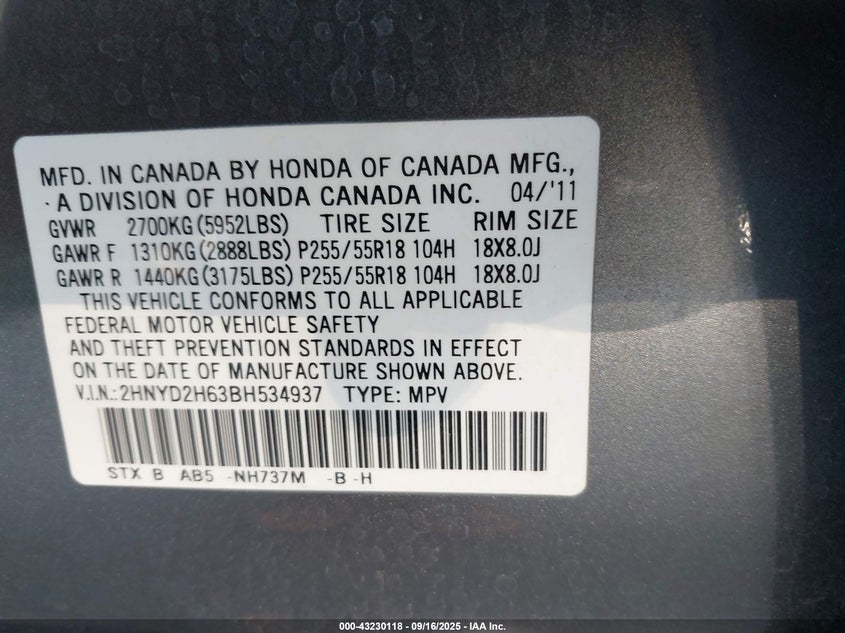 MFD. IN CANADA BY HONDA OF CANADA MFG.,
A DIVISION OF HONDA CANADA INC. 04/'11
GVWR 2700KG(5952LBS) TIRE SIZE RIM SIZE
GAWR F 1310KG(2888LBS) P255/55R18 104H 18X8.0J
GAWR R 1440KG(3175LBS) P255/55R18 104H 18X8.0J
THIS VEHICLE CONFORMS TO ALL APPLICABLE
FEDERAL MOTOR VEHICLE SAFETY
AND THEFT PREVENTION STANDARDS IN EFFECT
ON THE DATE OF MANUFACTURE SHOWN ABOVE.
V.I.N.:2HNYD2H63BH534937 TYPE: MPV
STX B AB5 -NH737M -B -H
000-43230118 - 09/16/2025 - IAA Inc.